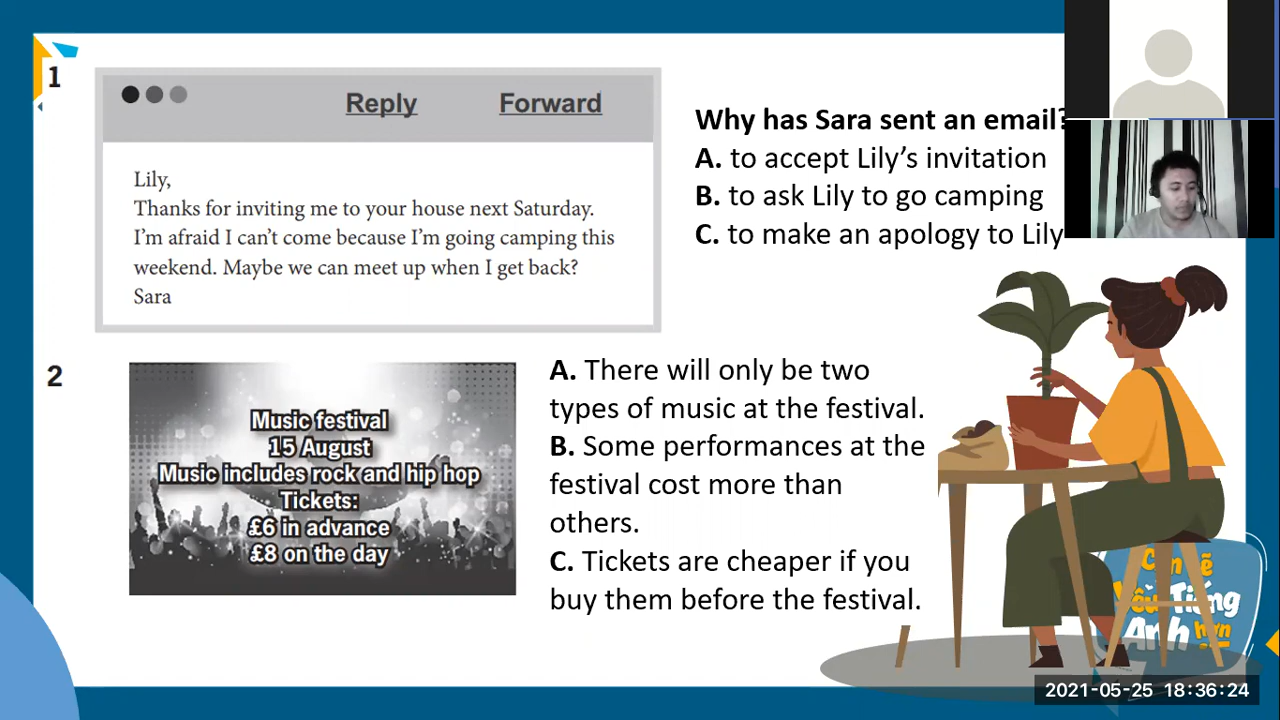 1
Reply Forward
Lily,
Thanks for inviting me to your house next Saturday.
I'm afraid I can't come because I'm going camping this
weekend. Maybe we can meet up when I get back?
Sara
Why has Sara sent an email?
A. to accept Lily's invitation
B. to ask Lily to go camping
C. to make an apology to Lily
2
Music festival
15 August
Music includes rock and hip hop
Tickets:
£6 in advance
£8 on the day
A. There will only be two
types of music at the festival.
B. Some performances at the
festival cost more than
others.
C. Tickets are cheaper if you
buy them before the festival.
Tiếng
Anh hơn
2021-05-25 18:36:24